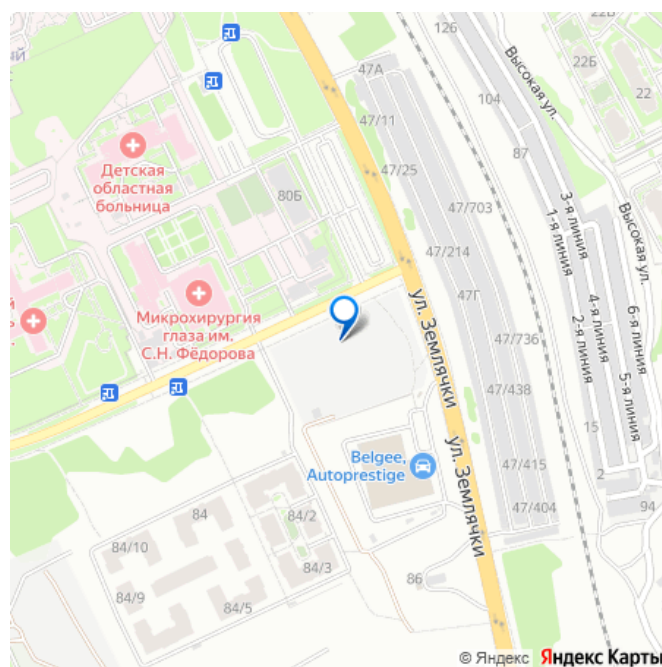 ый
12б
Высокая ул.
22Б
47А
104
22
47/11
87
Детская
областная
больница
47/25
80Б
47/703
3-я линия
1-я линия
Высокая ул.
47/214
й
ь
Микрохирургия
глаза им.
С.Н. Фёдорова
47Г
ул. Землячки
4-я линия
2-я линия
6-я линия
47/736
5-я линия
47/438
ул. Землячки
15
Belgee,
Autoprestige
47/415
2
84
84/2
47/404
94
84/10
84/3
86
84/9
84/5
© Яндекс Яндекс Карты